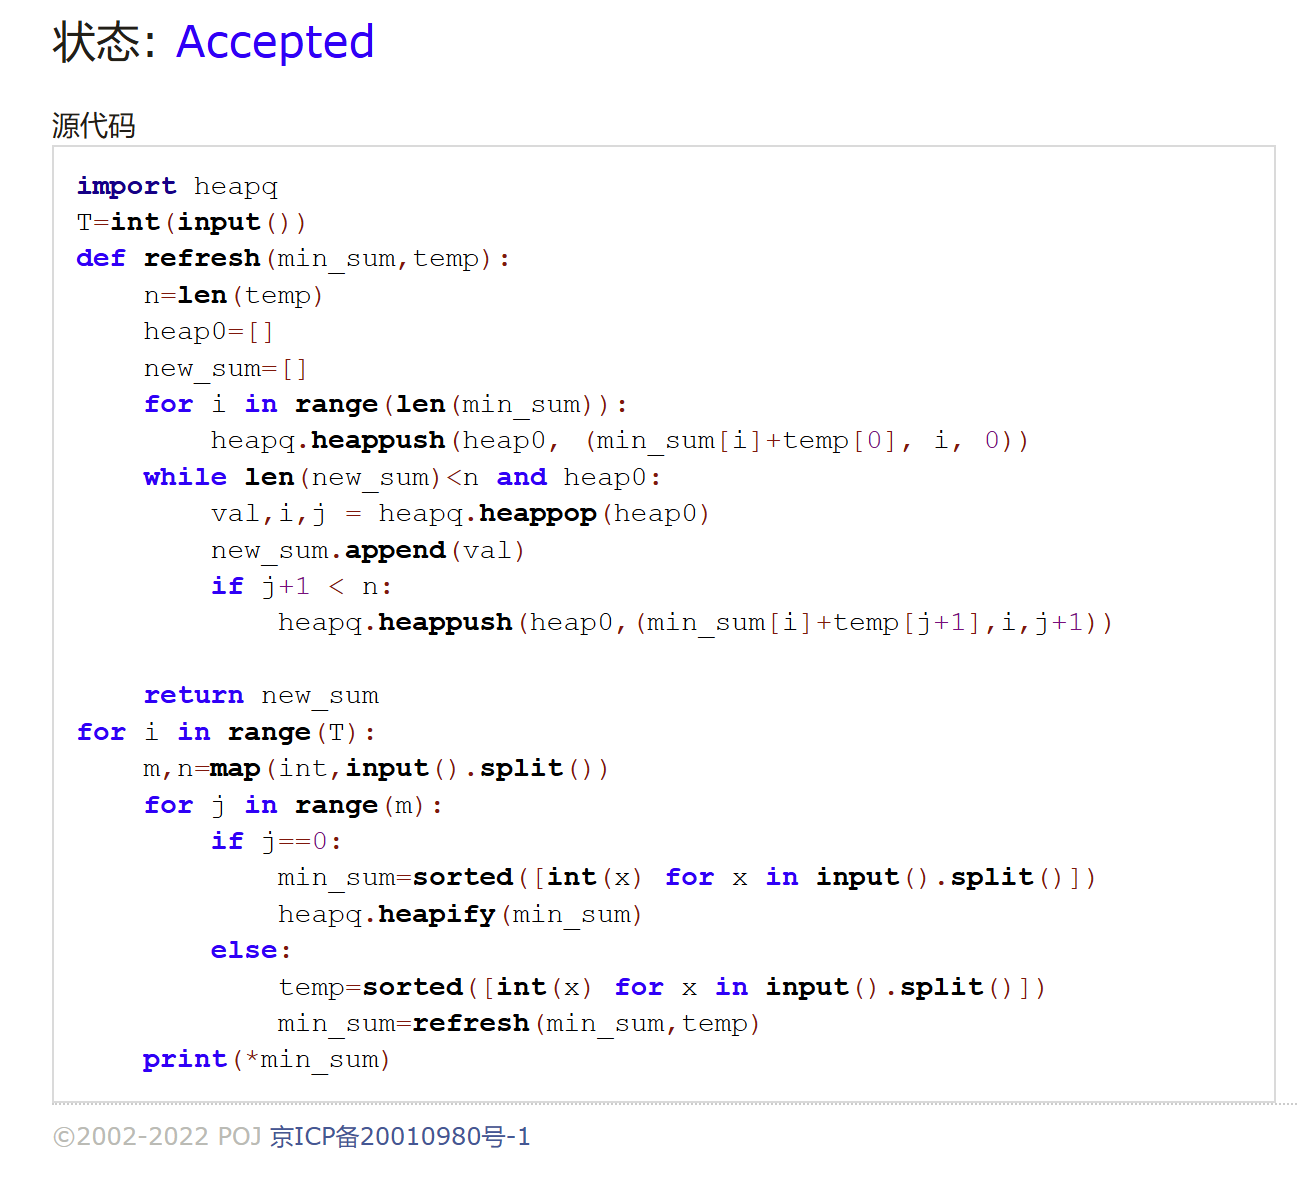 状态: Accepted
源代码
import heapq
T=int(input())
def refresh(min_sum,temp):
    n=len(temp)
    heap0=[]
    new_sum=[]
    for i in range(len(min_sum)):
        heapq.heappush(heap0, (min_sum[i]+temp[0], i, 0))
    while len(new_sum)<n and heap0:
        val,i,j = heapq.heappop(heap0)
        new_sum.append(val)
        if j+1 < n:
            heapq.heappush(heap0,(min_sum[i]+temp[j+1],i,j+1))
    return new_sum
for i in range(T):
    m,n=map(int,input().split())
    for j in range(m):
        if j==0:
            min_sum=sorted([int(x) for x in input().split()])
            heapq.heapify(min_sum)
        else:
            temp=sorted([int(x) for x in input().split()])
            min_sum=refresh(min_sum,temp)
    print(*min_sum)
©2002-2022 POJ 京ICP备20010980号-1